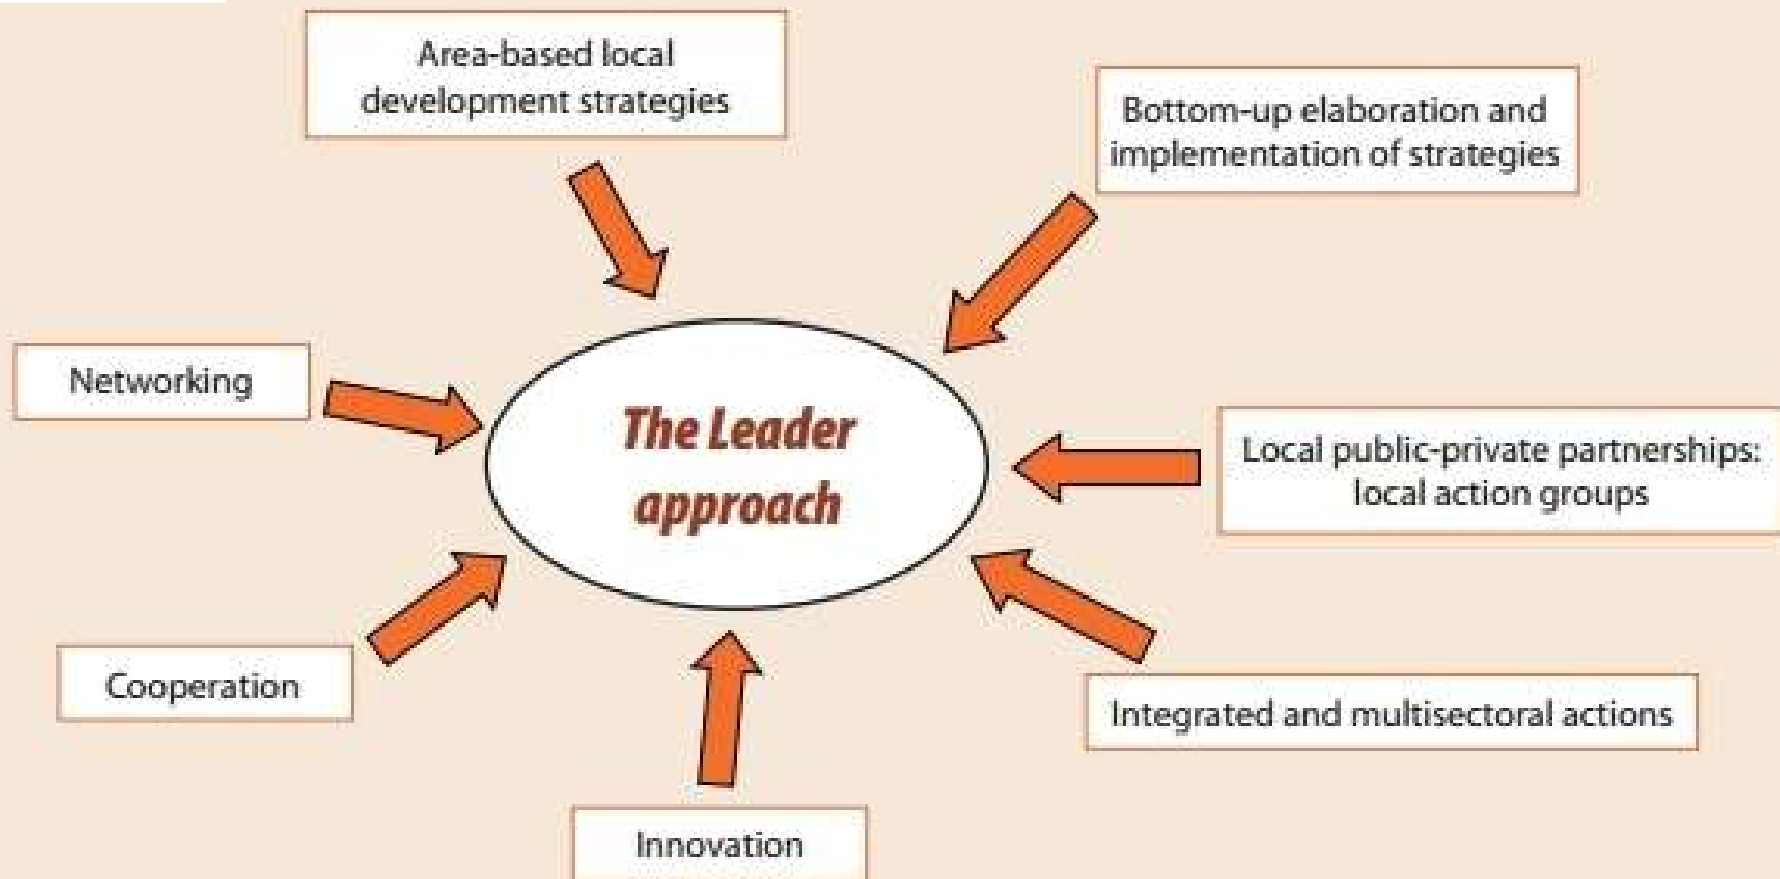 Area-based local
development strategies
Bottom-up elaboration and
implementation of strategies
Networking
The Leader
approach
Local public-private partnerships:
local action groups
Cooperation
Integrated and multisectoral actions
Innovation